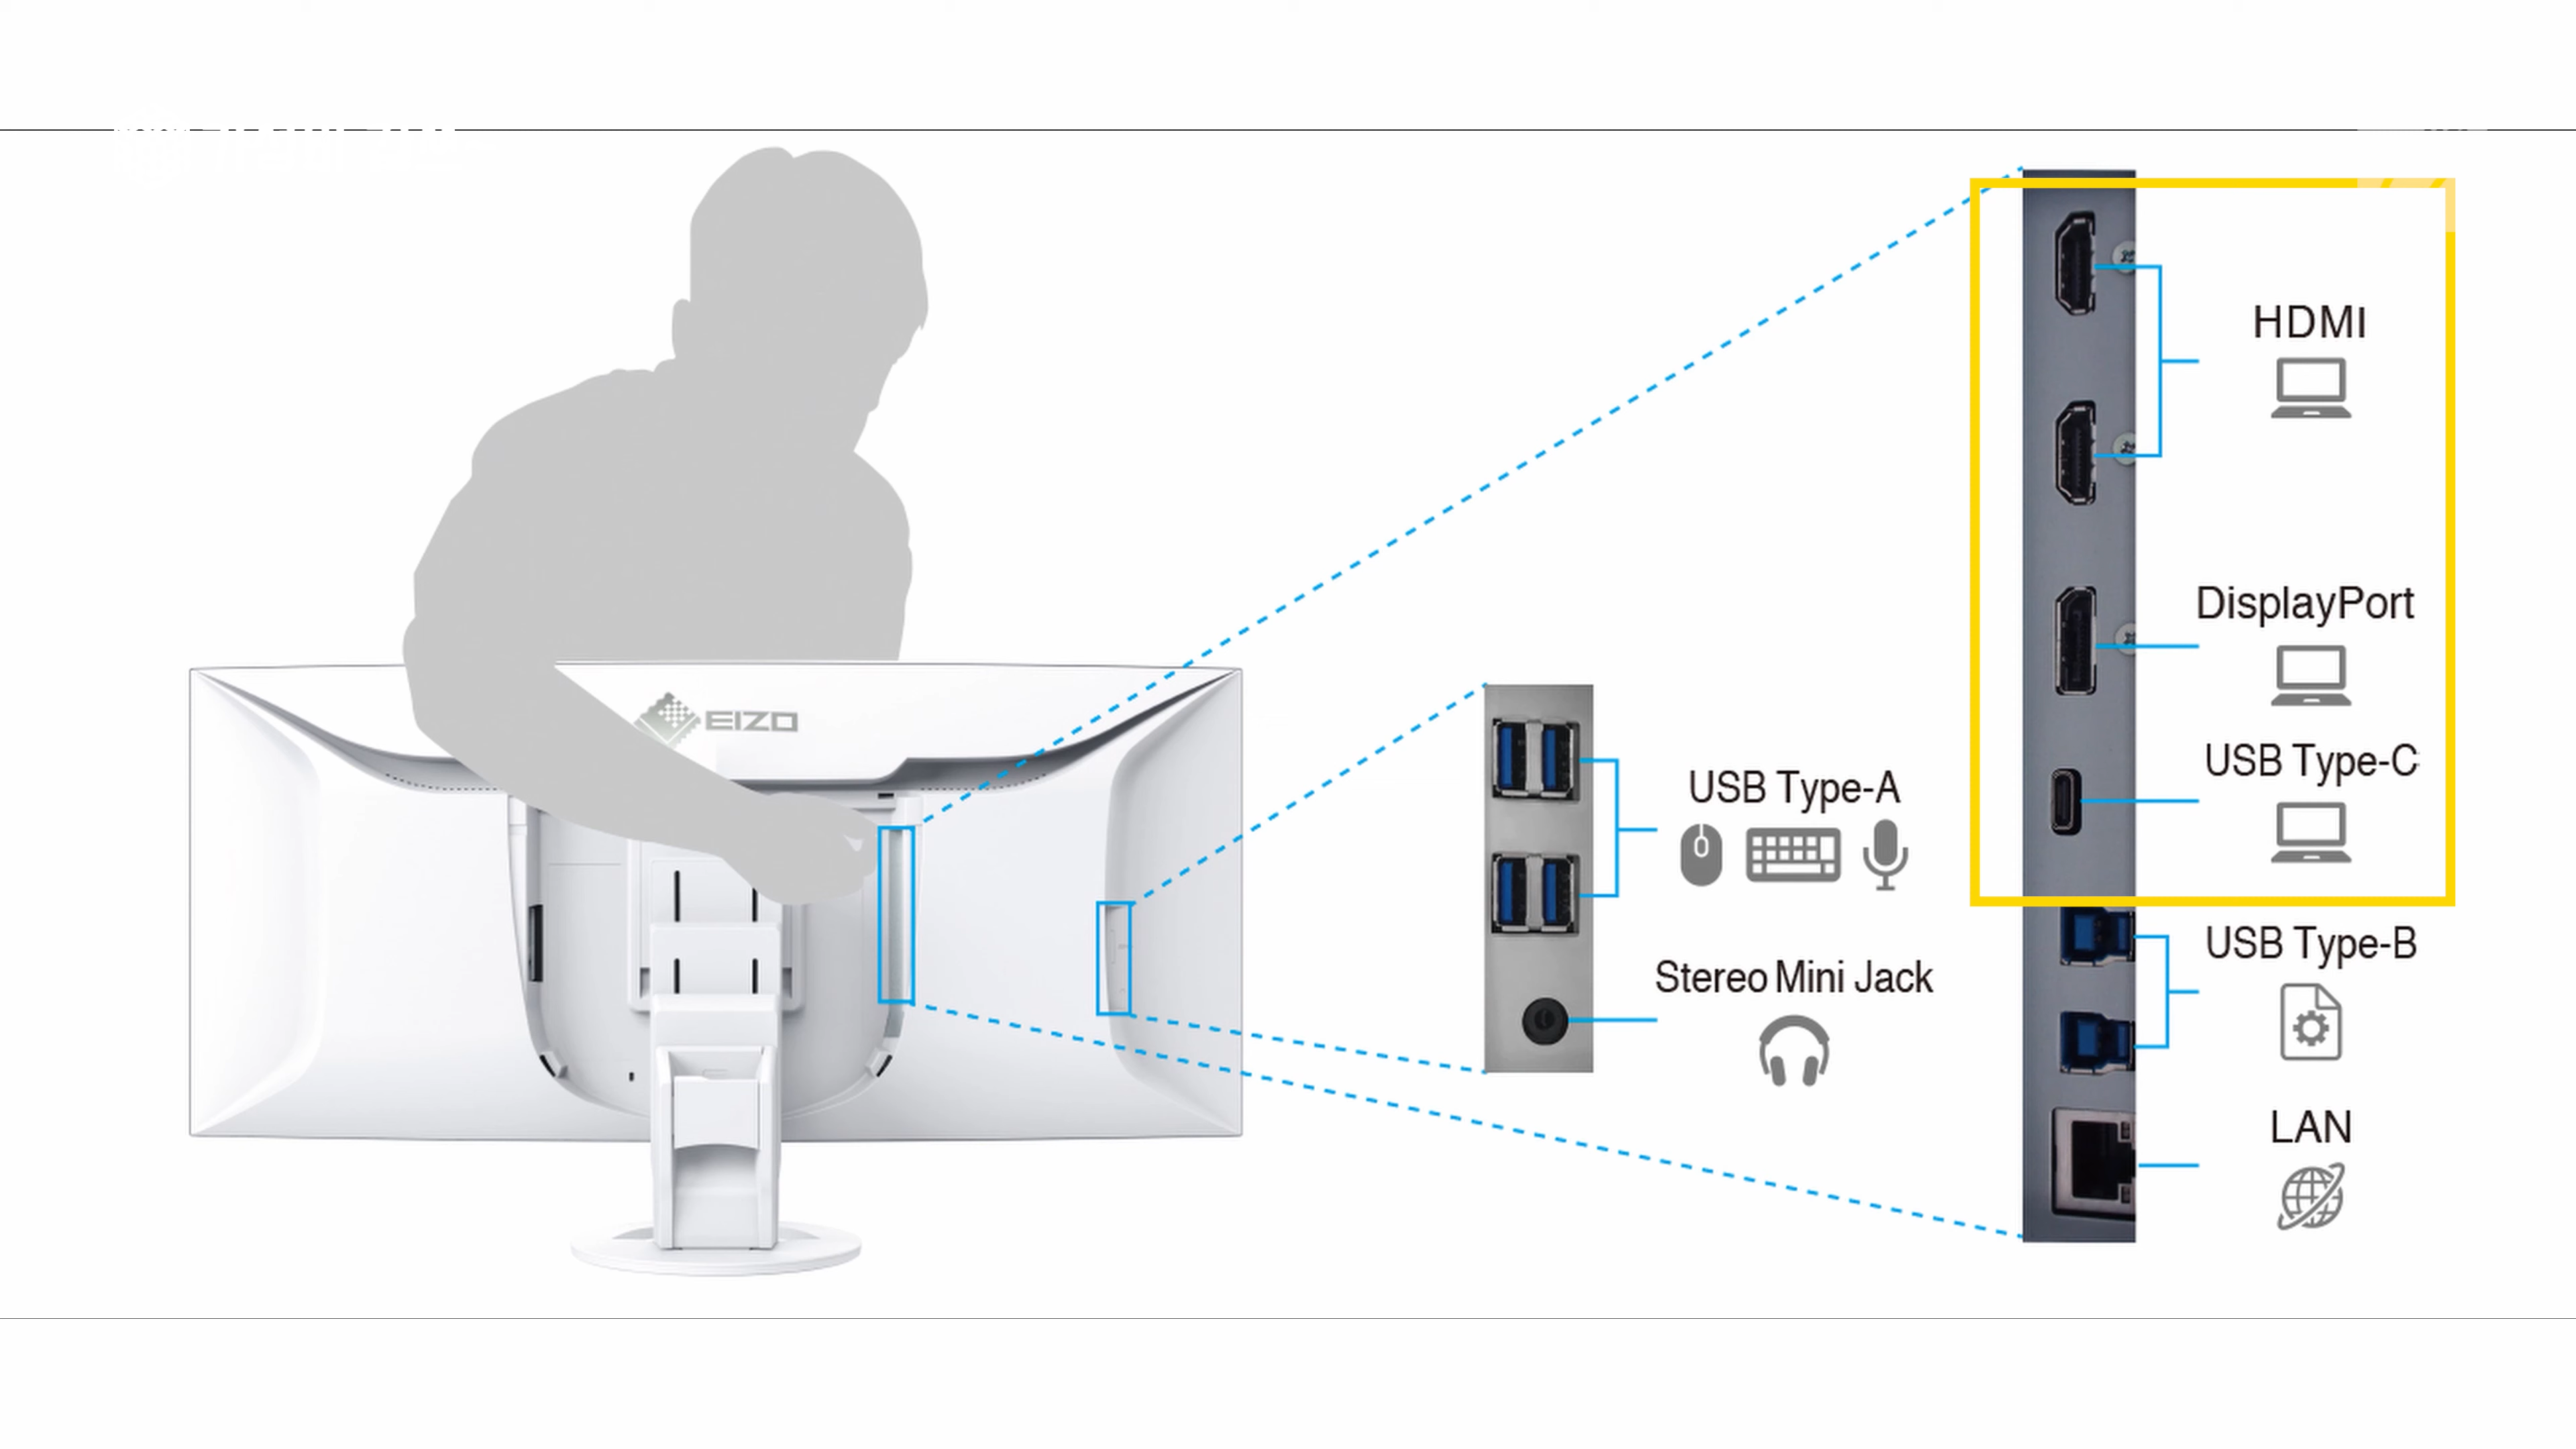 EIZO
USB Type-A
Stereo Mini Jack
HDMI
DisplayPort
USB Type-C
USB Type-B
LAN